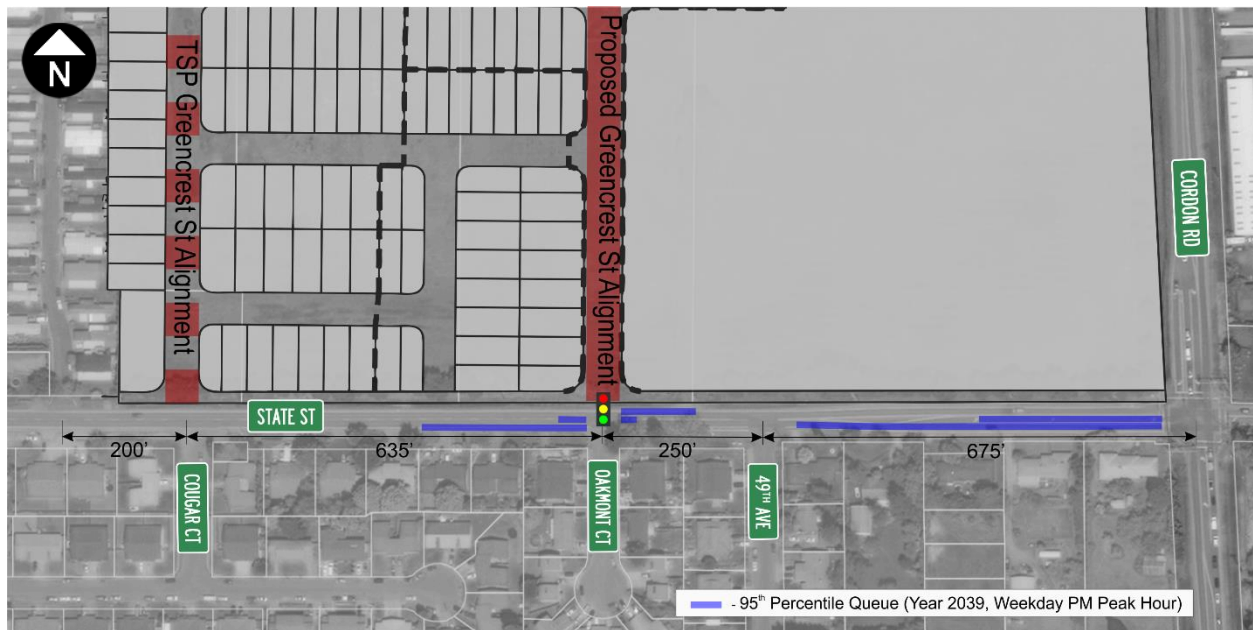 N
TSP Greencrest St Alignment
Proposed Greencrest St Alignment
CORDON RD
STATE ST
200'
635'
250'
675'
COUGAR CT
OAKMONT CT
49TH AVE
- 95th Percentile Queue (Year 2039, Weekday PM Peak Hour)